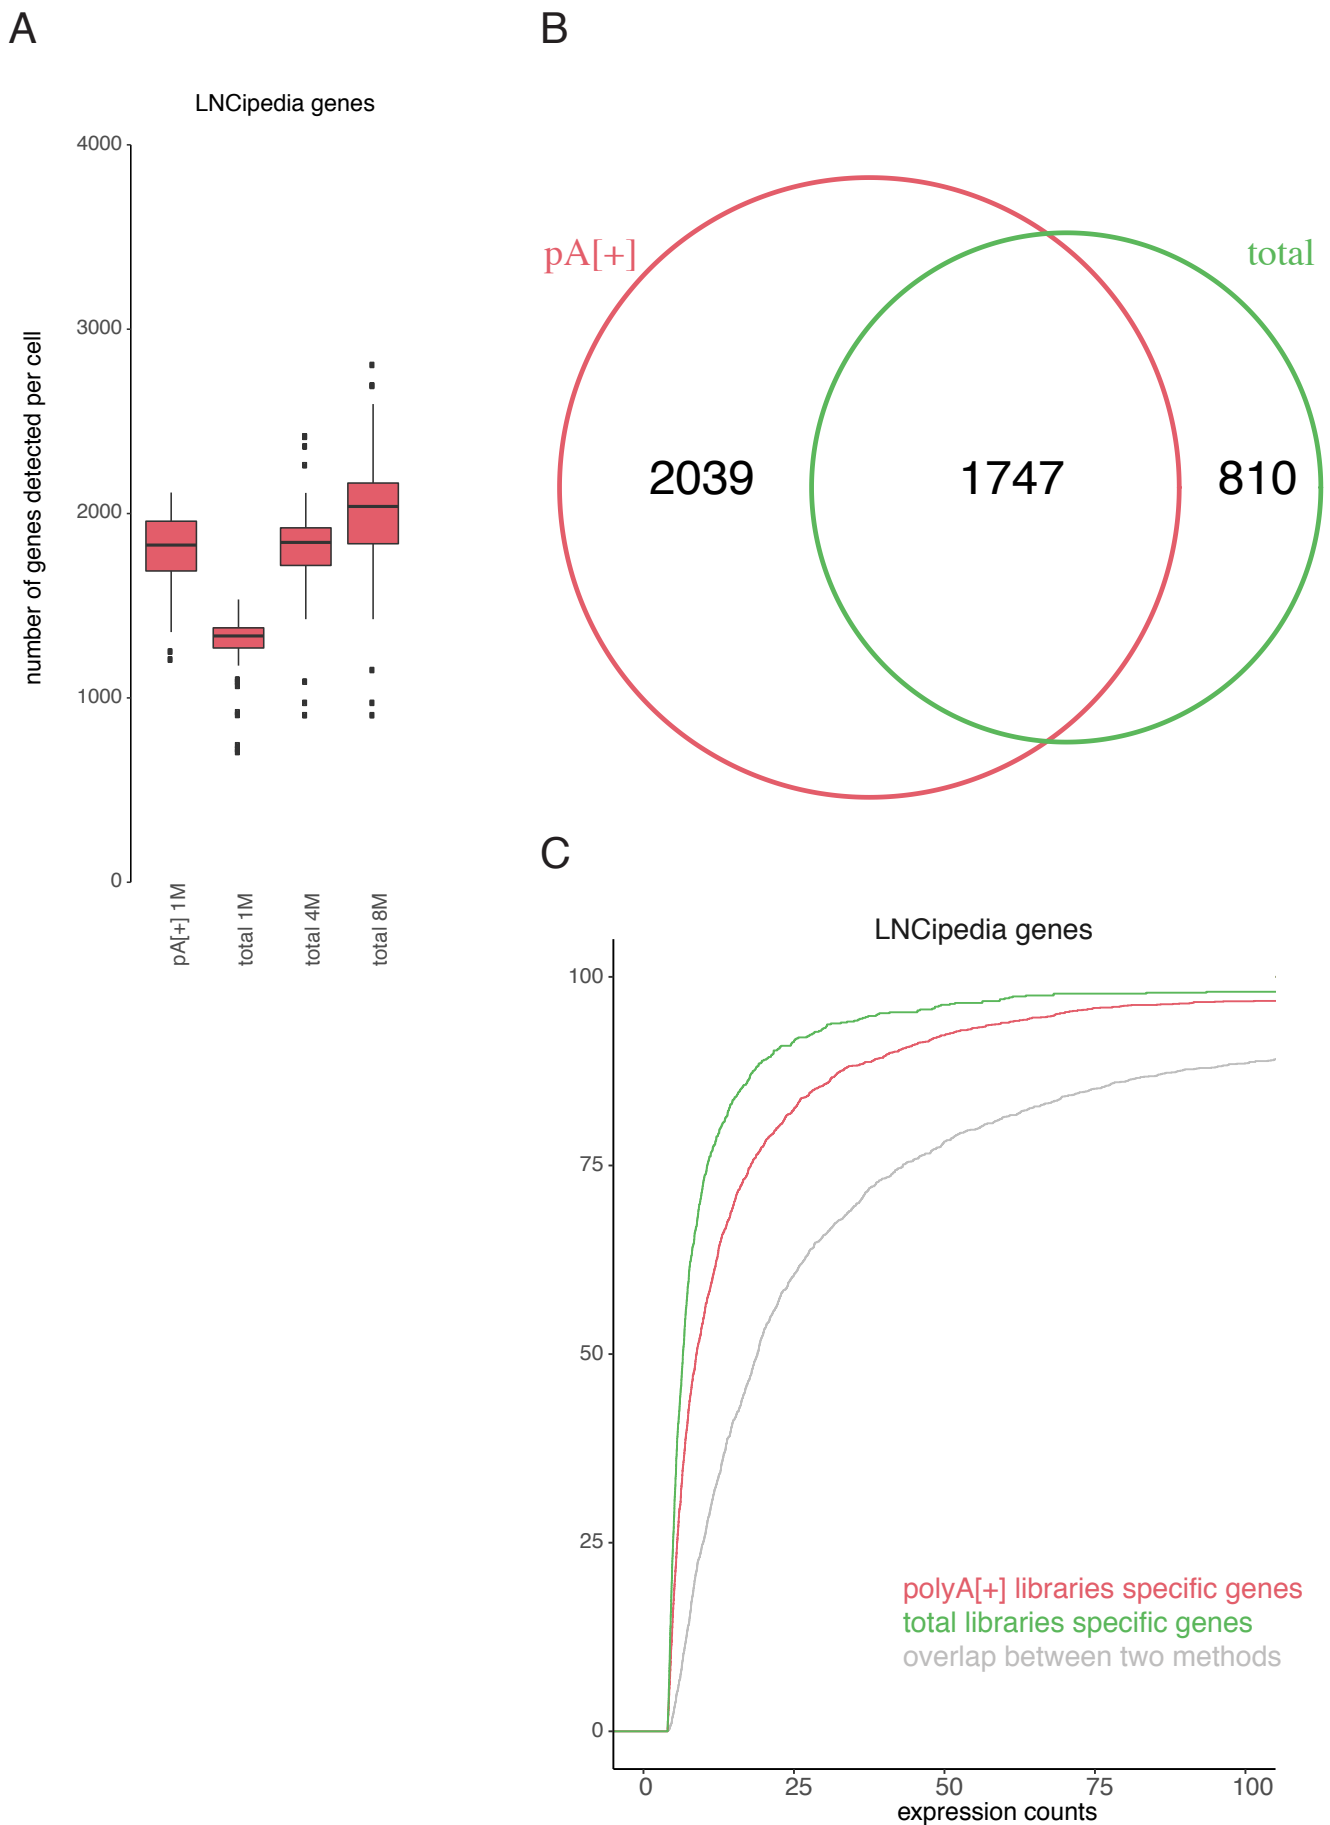 A
LNCipedia genes
4000
3000
2000
1000
0
number of genes detected per cell
pA[+] 1M
total 1M
total 4M
total 8M
B
pA[+]
total
2039
1747
810
C
LNCipedia genes
100
75
50
25
0
polyA[+] libraries specific genes
total libraries specific genes
overlap between two methods
0
25
50
75
100
expression counts